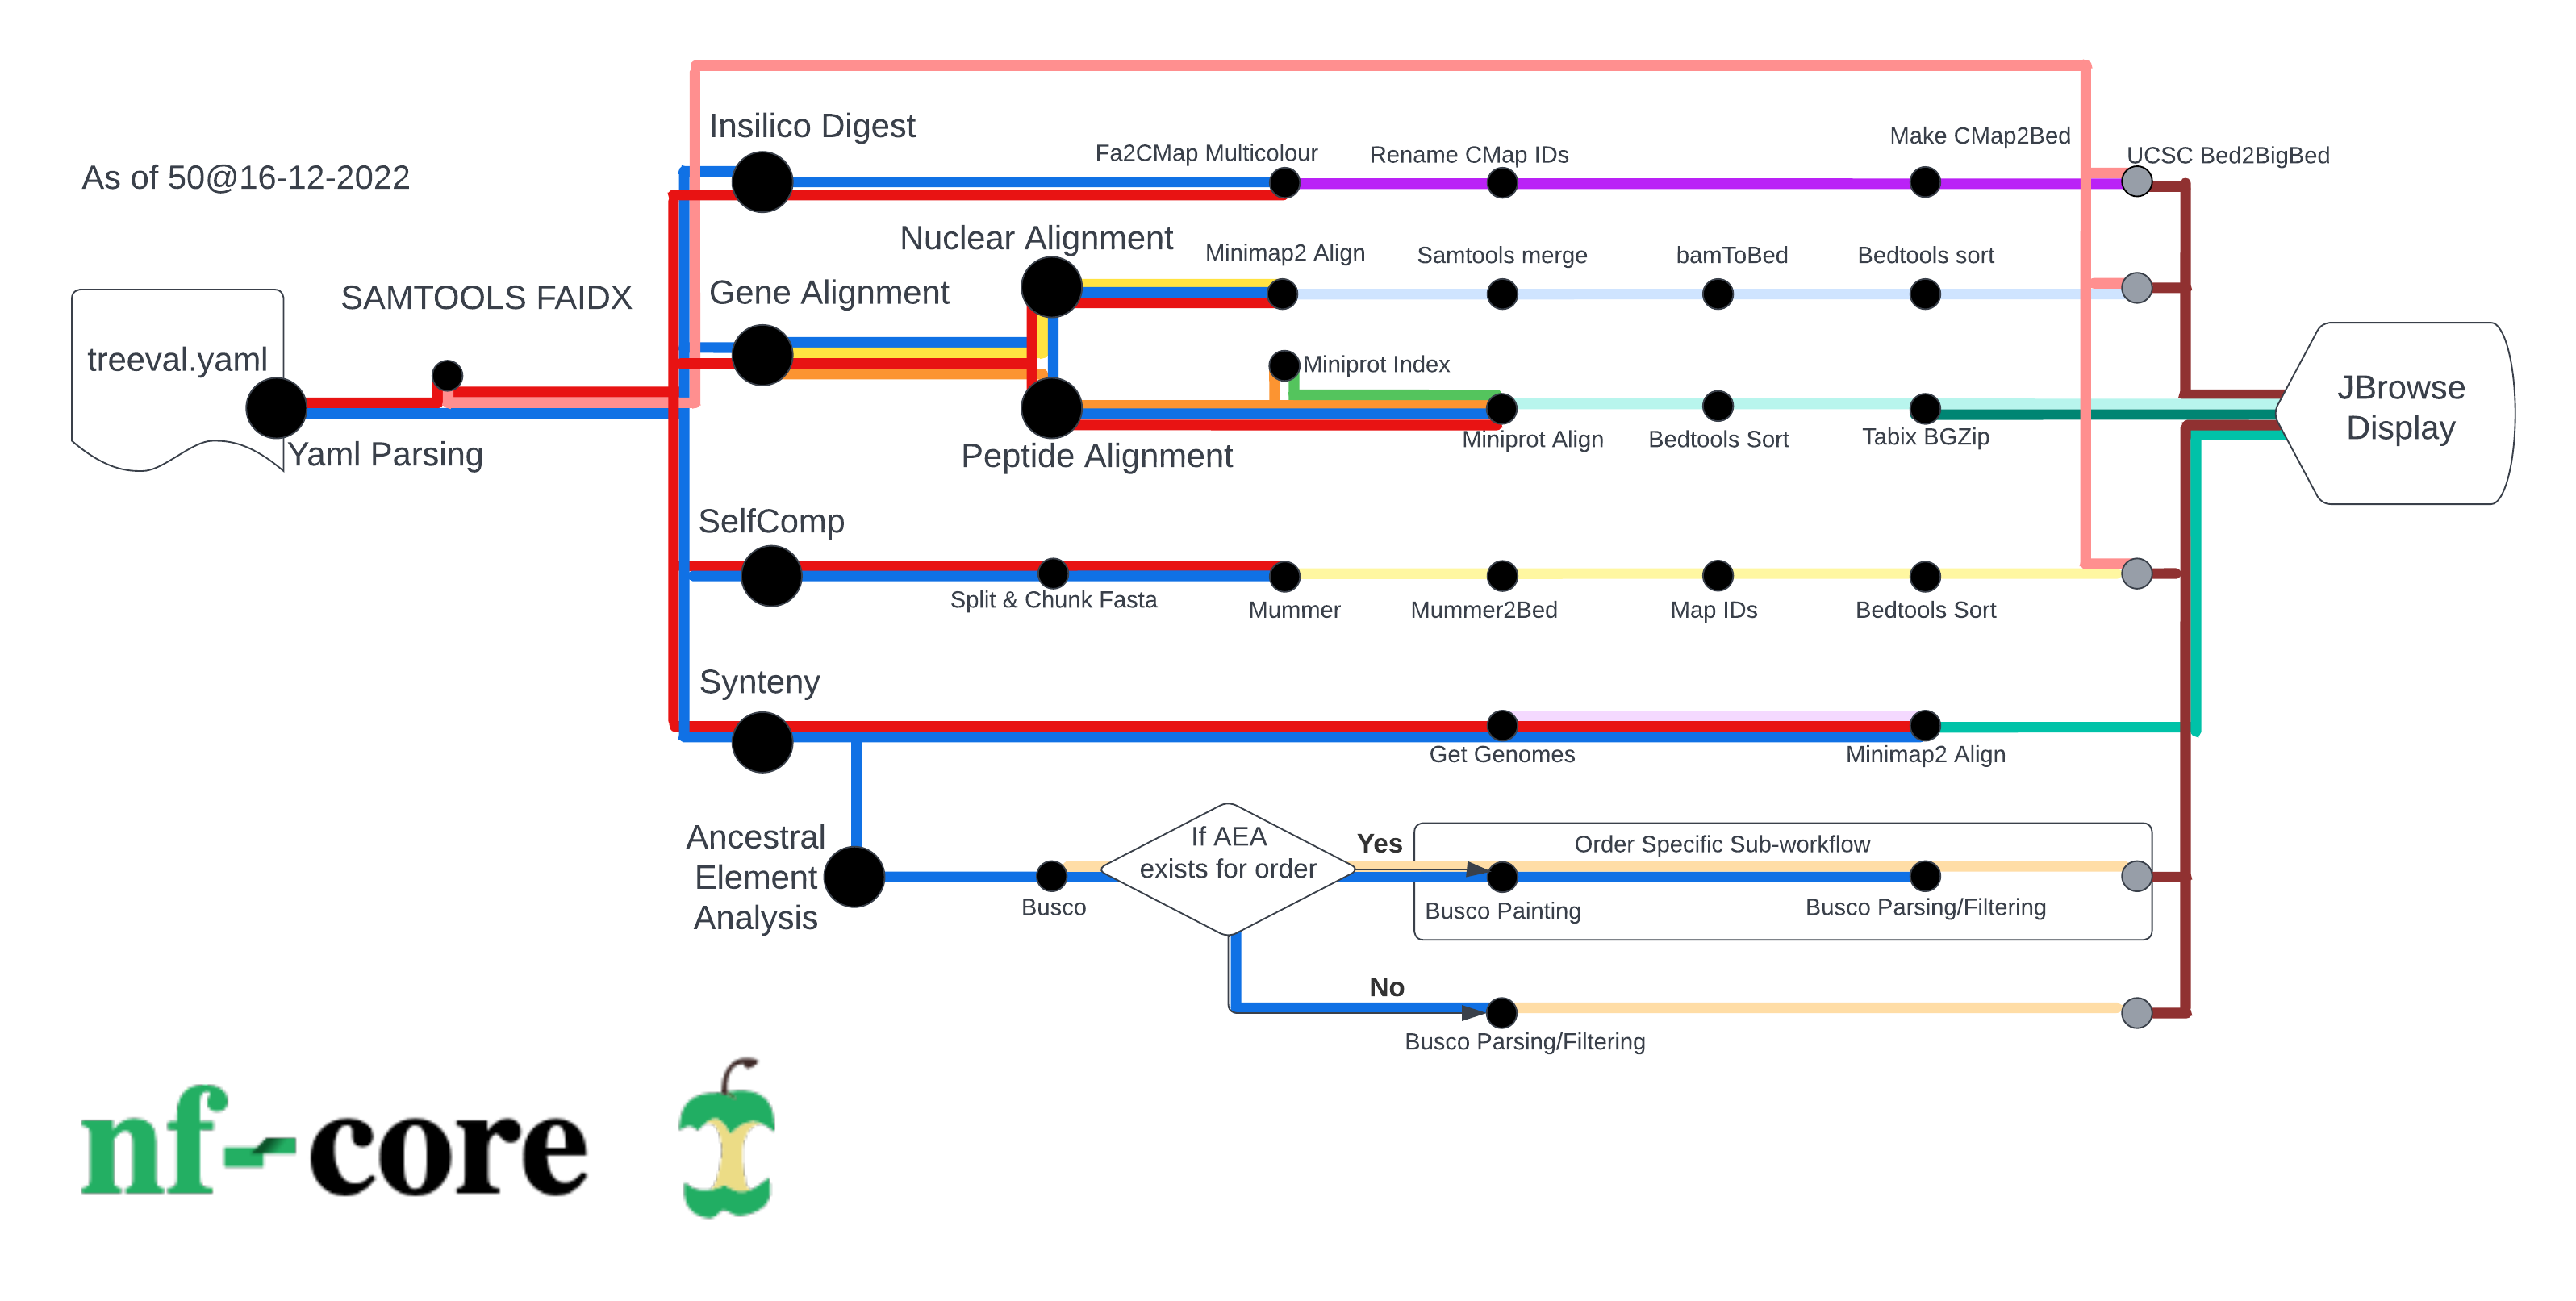 Insilico Digest
Fa2CMap Multicolour
Rename CMap IDs
Make CMap2Bed
UCSC Bed2BigBed
As of 50@16-12-2022
Nuclear Alignment
Minimap2 Align
Samtools merge
bamToBed
Bedtools sort
SAMTOOLS FAIDX
Gene Alignment
treeval.yaml
Miniprot Index
JBrowse
Display
Yaml Parsing
Peptide Alignment
Miniprot Align
Bedtools Sort
Tabix BGZip
SelfComp
Split & Chunk Fasta
Mummer
Mummer2Bed
Map IDs
Bedtools Sort
Synteny
Get Genomes
Minimap2 Align
Ancestral
Element
Analysis
Busco
If AEA
exists for order
Yes
Order Specific Sub-workflow
Busco Painting
Busco Parsing/Filtering
No
Busco Parsing/Filtering
nf-core